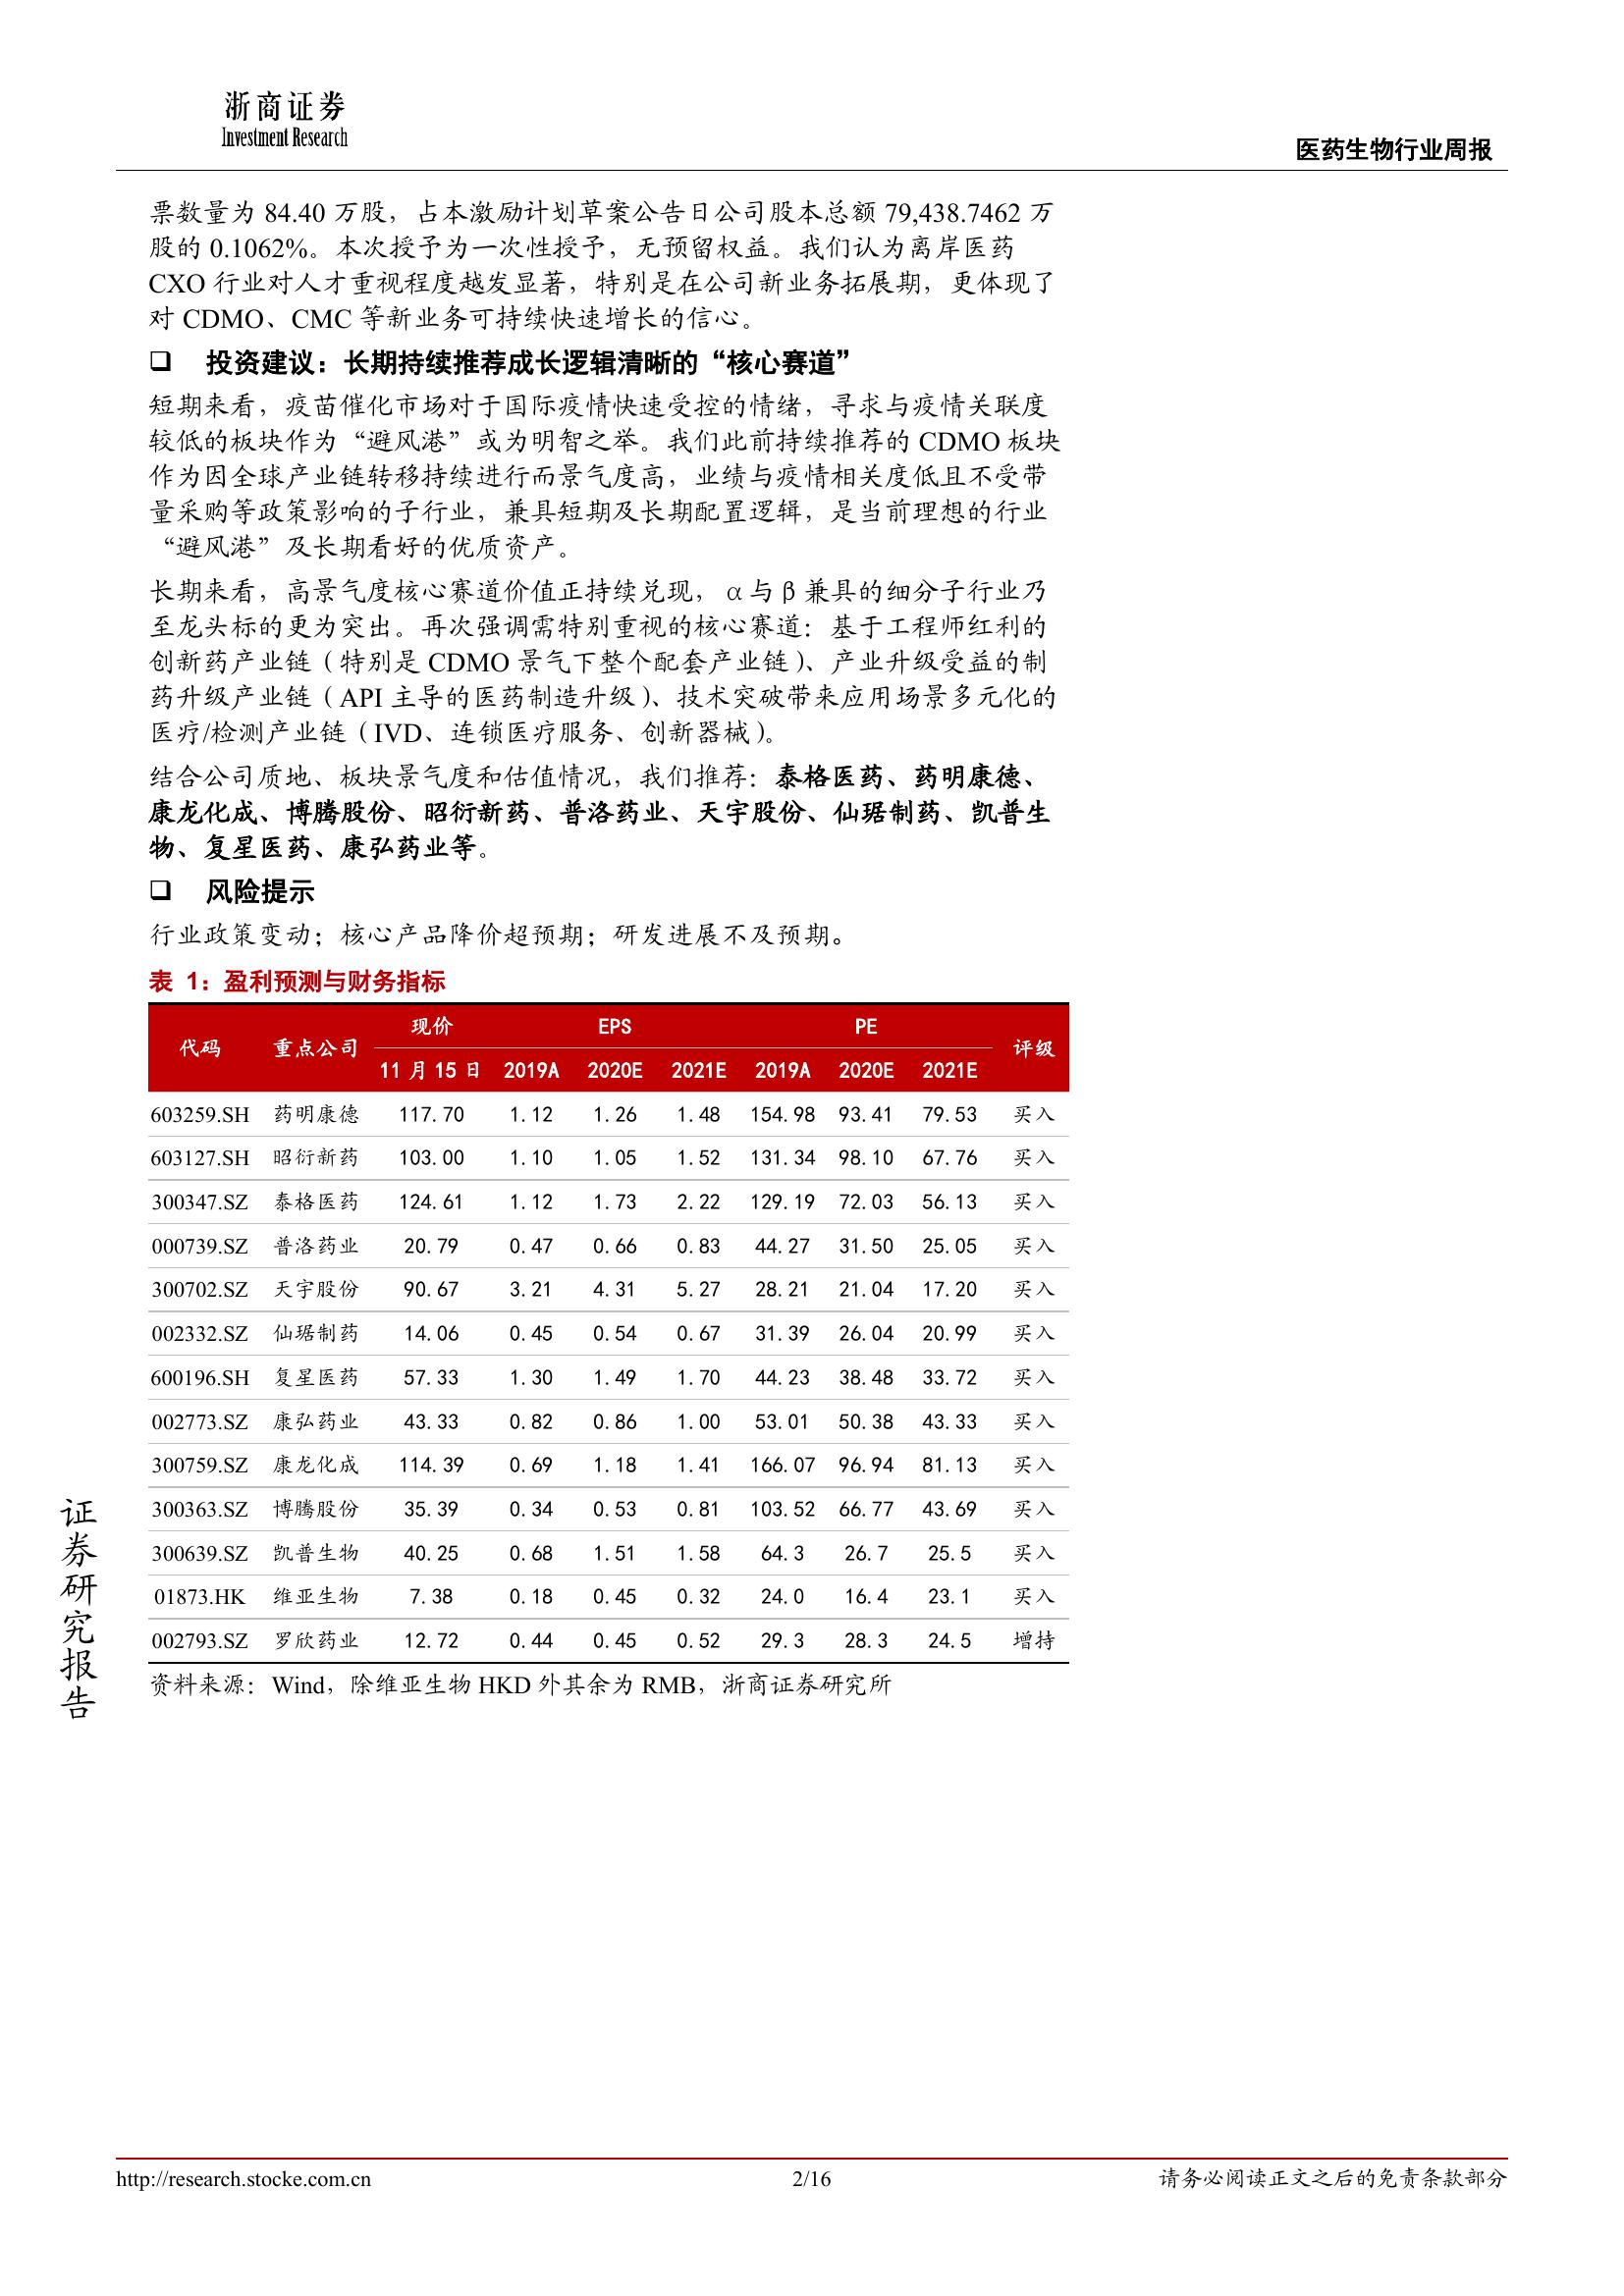 浙商证券
Investment Research
医药生物行业周报
票数量为 84.40 万股，占本激励计划草案公告日公司股本总额 79,438.7462 万
股的 0.1062%。本次授予为一次性授予，无预留权益。我们认为离岸医药
CXO 行业对人才重视程度越发显著，特别是在公司新业务拓展期，更体现了
对 CDMO、CMC 等新业务可持续快速增长的信心。
❑ 投资建议：长期持续推荐成长逻辑清晰的“核心赛道”
短期来看，疫苗催化市场对于国际疫情快速受控的情绪，寻求与疫情关联度
较低的板块作为“避风港”或为明智之举。我们此前持续推荐的 CDMO 板块
作为因全球产业链转移持续进行而景气度高，业绩与疫情相关度低且不受带
量采购等政策影响的子行业，兼具短期及长期配置逻辑，是当前理想的行业
“避风港”及长期看好的优质资产。
长期来看，高景气度核心赛道价值正持续兑现，α与β兼具的细分子行业乃
至龙头标的更为突出。再次强调需特别重视的核心赛道：基于工程师红利的
创新药产业链（特别是 CDMO 景气下整个配套产业链）、产业升级受益的制
药升级产业链（API 主导的医药制造升级）、技术突破带来应用场景多元化的
医疗/检测产业链（IVD、连锁医疗服务、创新器械）。
结合公司质地、板块景气度和估值情况，我们推荐：泰格医药、药明康德、
康龙化成、博腾股份、昭衍新药、普洛药业、天宇股份、仙琚制药、凯普生
物、复星医药、康弘药业等。
❑ 风险提示
行业政策变动；核心产品降价超预期；研发进展不及预期。
表 1：盈利预测与财务指标
代码 重点公司 现价 EPS PE 评级
11 月 15 日 2019A 2020E 2021E 2019A 2020E 2021E
603259.SH 药明康德 117.70 1.12 1.26 1.48 154.98 93.41 79.53 买入
603127.SH 昭衍新药 103.00 1.10 1.05 1.52 131.34 98.10 67.76 买入
300347.SZ 泰格医药 124.61 1.12 1.73 2.22 129.19 72.03 56.13 买入
000739.SZ 普洛药业 20.79 0.47 0.66 0.83 44.27 31.50 25.05 买入
300702.SZ 天宇股份 90.67 3.21 4.31 5.27 28.21 21.04 17.20 买入
002332.SZ 仙琚制药 14.06 0.45 0.54 0.67 31.39 26.04 20.99 买入
600196.SH 复星医药 57.33 1.30 1.49 1.70 44.23 38.48 33.72 买入
002773.SZ 康弘药业 43.33 0.82 0.86 1.00 53.01 50.38 43.33 买入
300759.SZ 康龙化成 114.39 0.69 1.18 1.41 166.07 96.94 81.13 买入
300363.SZ 博腾股份 35.39 0.34 0.53 0.81 103.52 66.77 43.69 买入
300639.SZ 凯普生物 40.25 0.68 1.51 1.58 64.3 26.7 25.5 买入
01873.HK 维亚生物 7.38 0.18 0.45 0.32 24.0 16.4 23.1 买入
002793.SZ 罗欣药业 12.72 0.44 0.45 0.52 29.3 28.3 24.5 增持
资料来源：Wind，除维亚生物 HKD 外其余为 RMB，浙商证券研究所
证券研究报告
http://research.stocke.com.cn
2/16
请务必阅读正文之后的免责条款部分